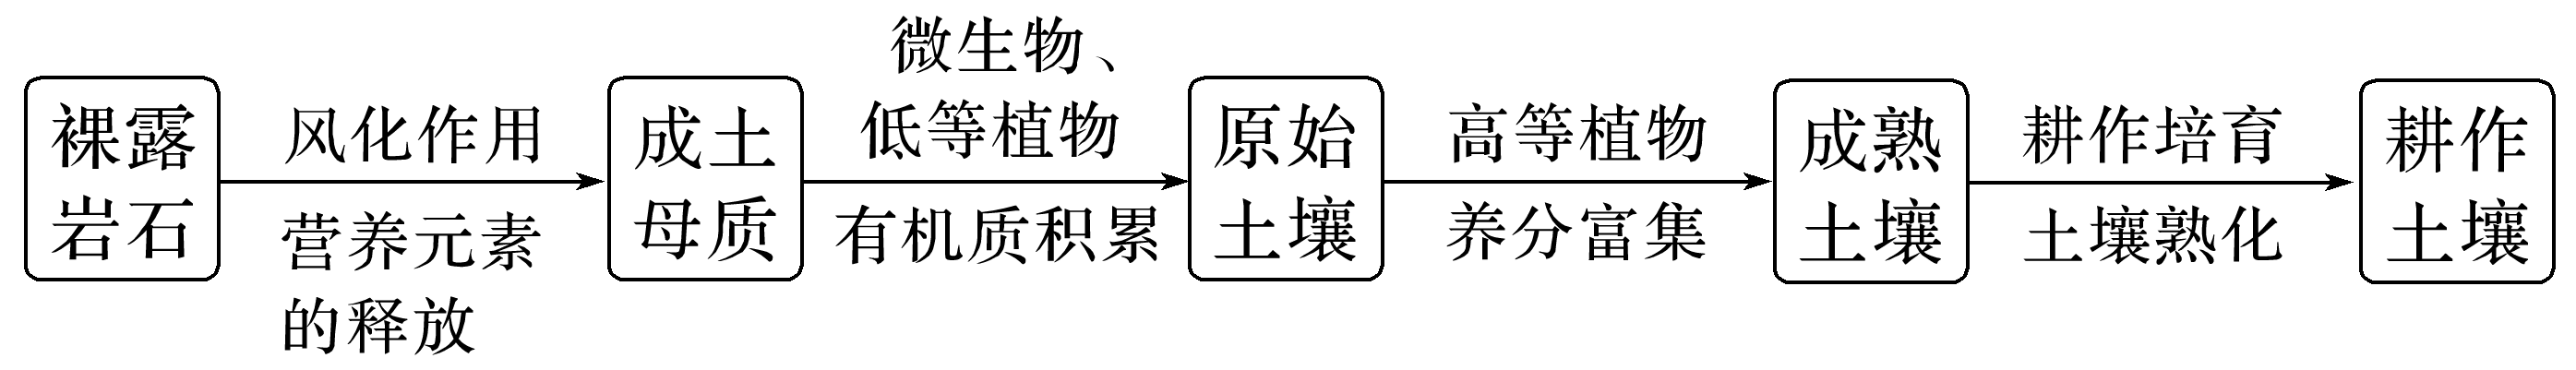 裸露
岩石
风化作用
营养元素
的释放
成土
母质
微生物、
低等植物
有机质积累
原始
土壤
高等植物
养分富集
成熟
土壤
耕作培育
土壤熟化
耕作
土壤